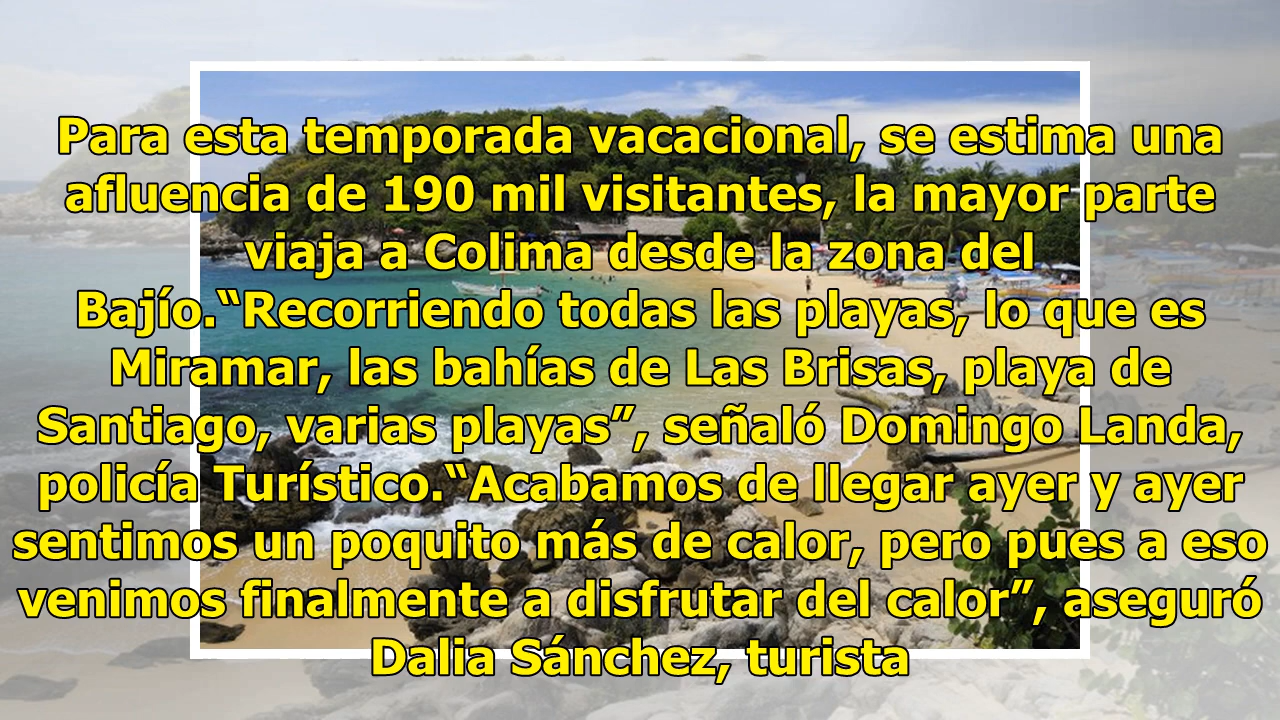 Para esta temporada vacacional, se estima una
afluencia de 190 mil visitantes, la mayor parte
viaja a Colima desde la zona del
Bajío.“Recorriendo todas las playas, lo que es
Miramar, las bahías de Las Brisas, playa de
Santiago, varias playas”, señaló Domingo Landa,
policía Turístico.“Acabamos de llegar ayer y ayer
sentimos un poquito más de calor, pero pues a eso
venimos finalmente a disfrutar del calor”, aseguró
Dalia Sánchez, turista